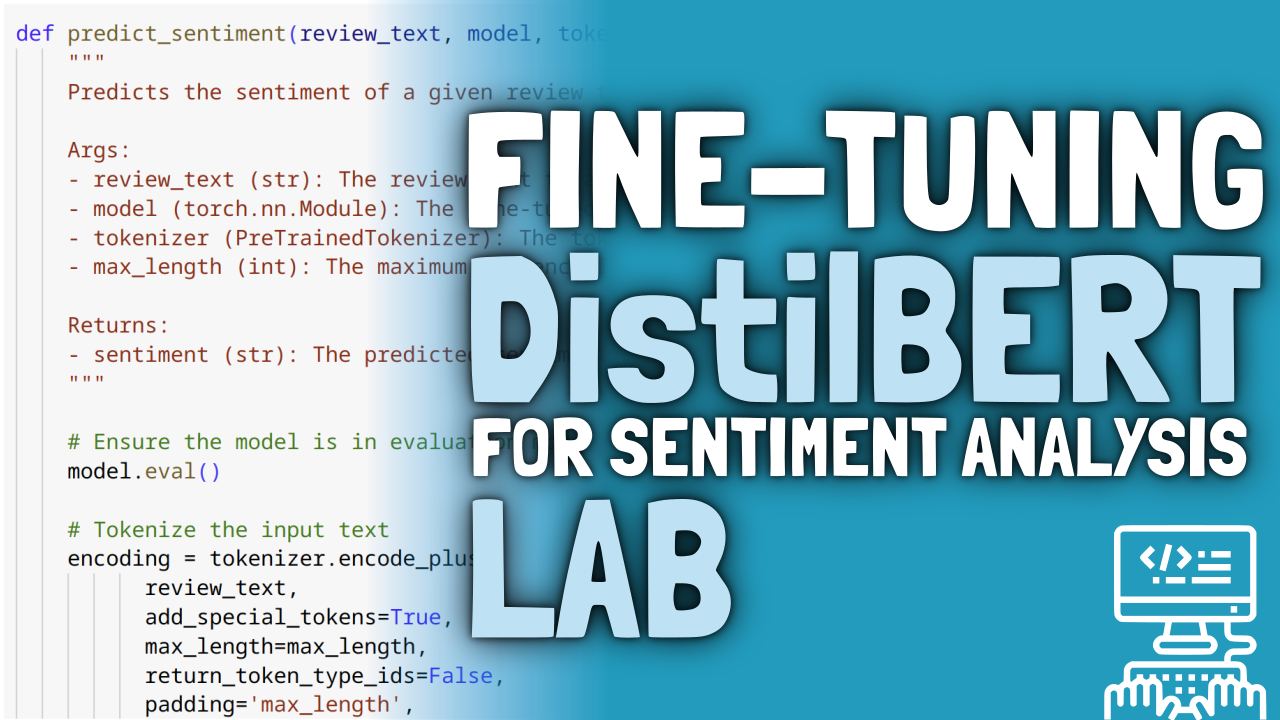 def predict_sentiment(review_text, model, toke
"""
Predicts the sentiment of a given review
Args:
- review_text (str): The review
- model (torch.nn.Module): The
- tokenizer (PreTrainedTokenizer): The
- max_length (int): The maximum
Returns:
- sentiment (str): The predicted
"""
# Ensure the model is in
model.eval()
# Tokenize the input text
encoding = tokenizer.encode_plus
review_text,
add_special_tokens=True,
max_length=max_length,
return_token_type_ids=False,
padding='max_length',
FINE-TUNING
DistilBERT
FOR SENTIMENT ANALYSIS
LAB